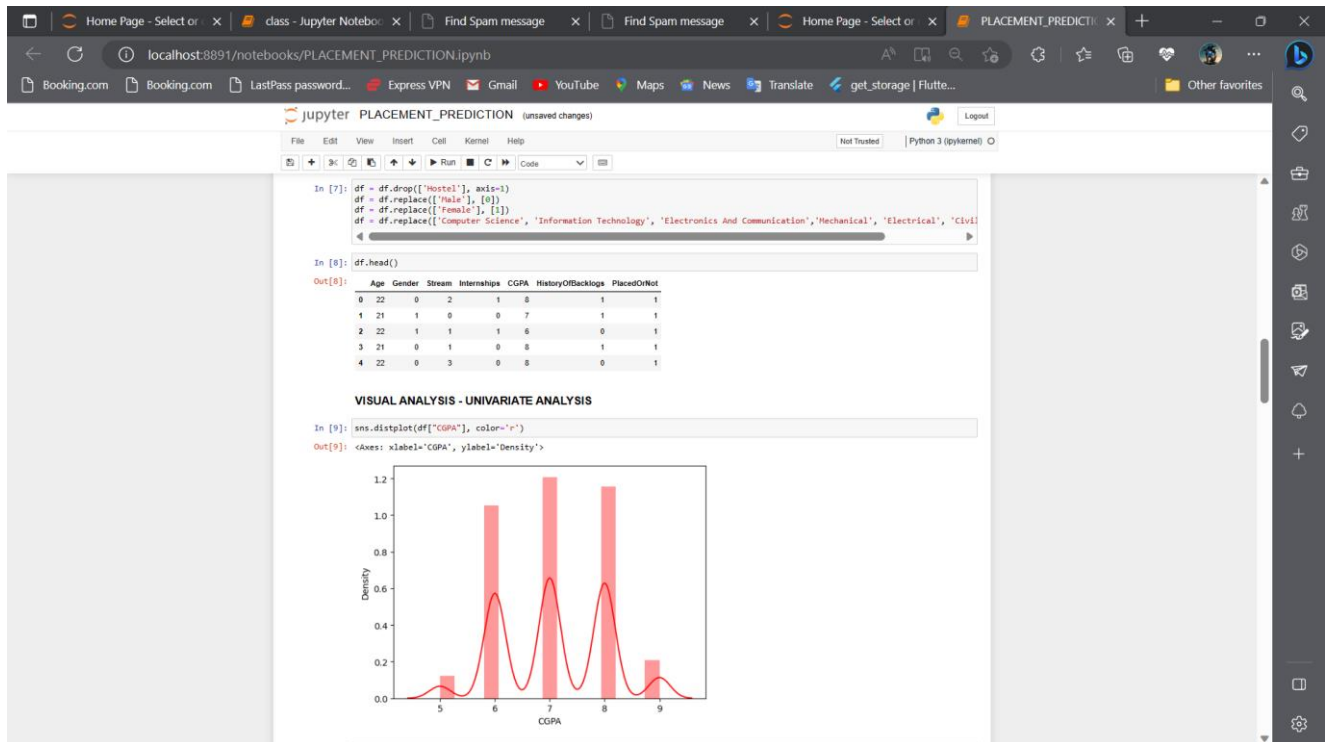 Home Page - Select or
class - Jupyter Noteboo
Find Spam message
Find Spam message
Home Page - Select or
PLACEMENT_PREDICTIO
localhost:8891/notebooks/PLACEMENT_PREDICTION.ipynb
Booking.com
Booking.com
LastPass password...
Express VPN
Gmail
YouTube
Maps
News
Translate
get_storage | Flutte...
Other favorites
jupyter PLACEMENT_PREDICTION (unsaved changes)
Logout
File Edit View Insert Cell Kernel Help
Not Trusted
Python 3 (ipykernel)
Run
Code
In [7]: df = df.drop(['Hostel'], axis=1)
df = df.replace(['Male'], [0])
df = df.replace(['Female'], [1])
df = df.replace(['Computer Science', 'Information Technology', 'Electronics And Communication','Mechanical', 'Electrical', 'Civil
In [8]: df.head()
Out[8]:
Age Gender Stream Internships CGPA HistoryOfBacklogs PlacedOrNot
0 22 0 2 1 8 1 1
1 21 1 0 0 7 1 1
2 22 1 1 1 6 0 1
3 21 0 1 0 8 1 1
4 22 0 3 0 8 0 1
VISUAL ANALYSIS - UNIVARIATE ANALYSIS
In [9]: sns.distplot(df["CGPA"], color='r')
Out[9]: <Axes: xlabel='CGPA', ylabel='Density'>
1.2
1.0
0.8
0.6
0.4
0.2
0.0
Density
5 6 7 8 9
CGPA